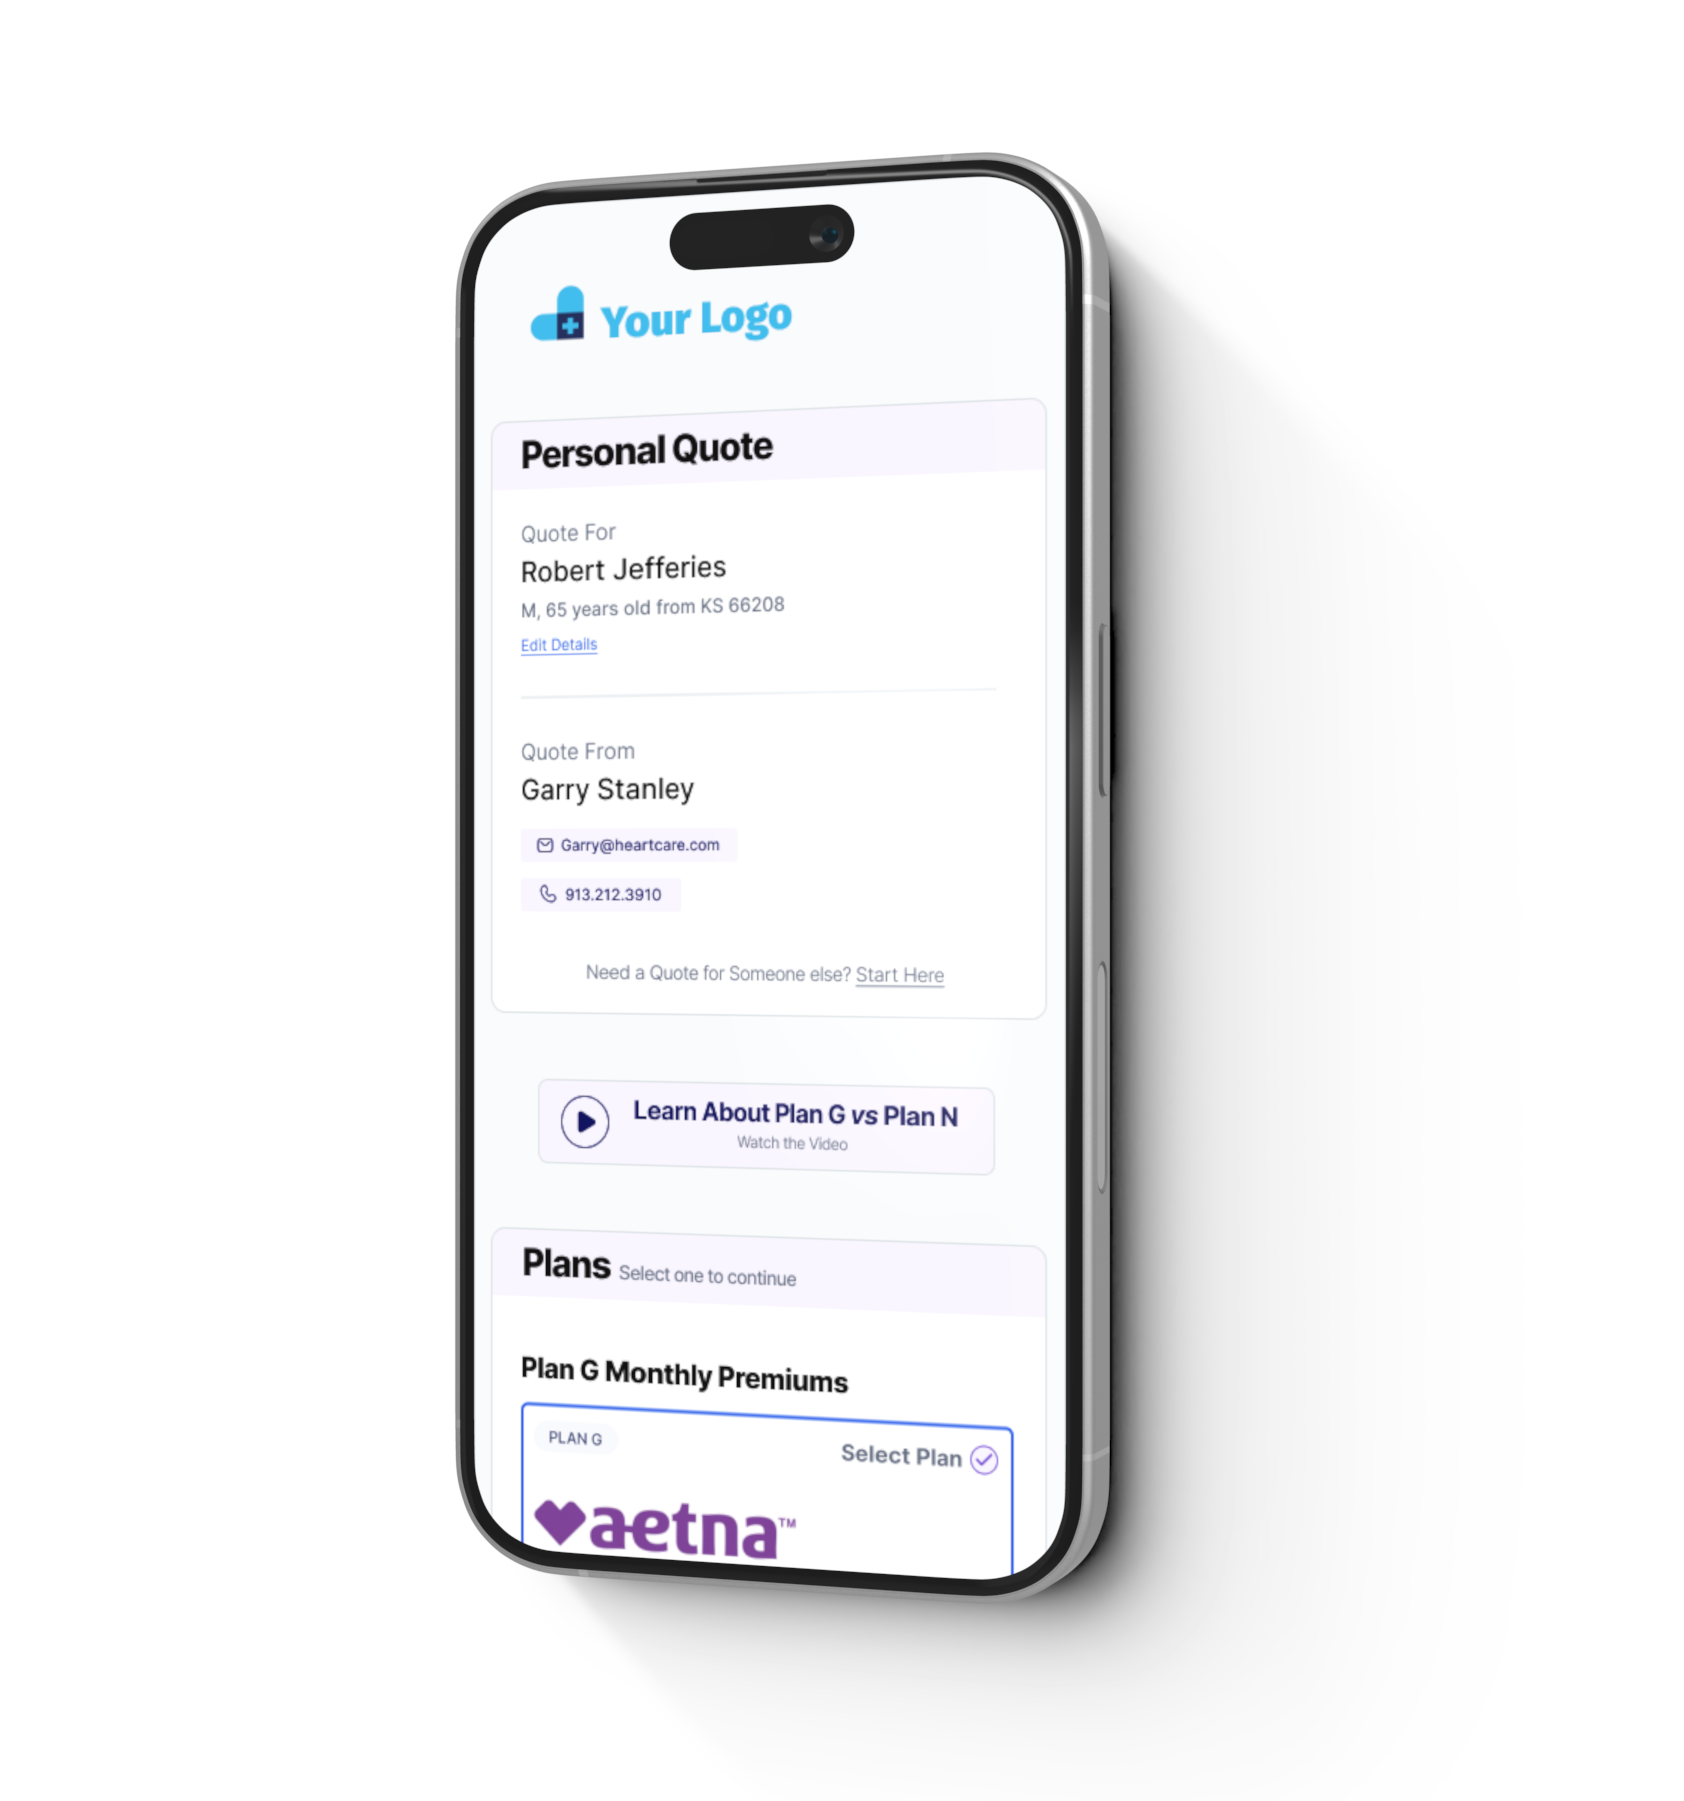 Your Logo
Personal Quote
Quote For
Robert Jefferies
M, 65 years old from KS 66208
Edit Details
Quote From
Garry Stanley
Garry@heartcare.com
913.212.3910
Need a Quote for Someone else? Start Here
Learn About Plan G vs Plan N
Watch the Video
Plans Select one to continue
Plan G Monthly Premiums
PLAN G
Select Plan
aetna™